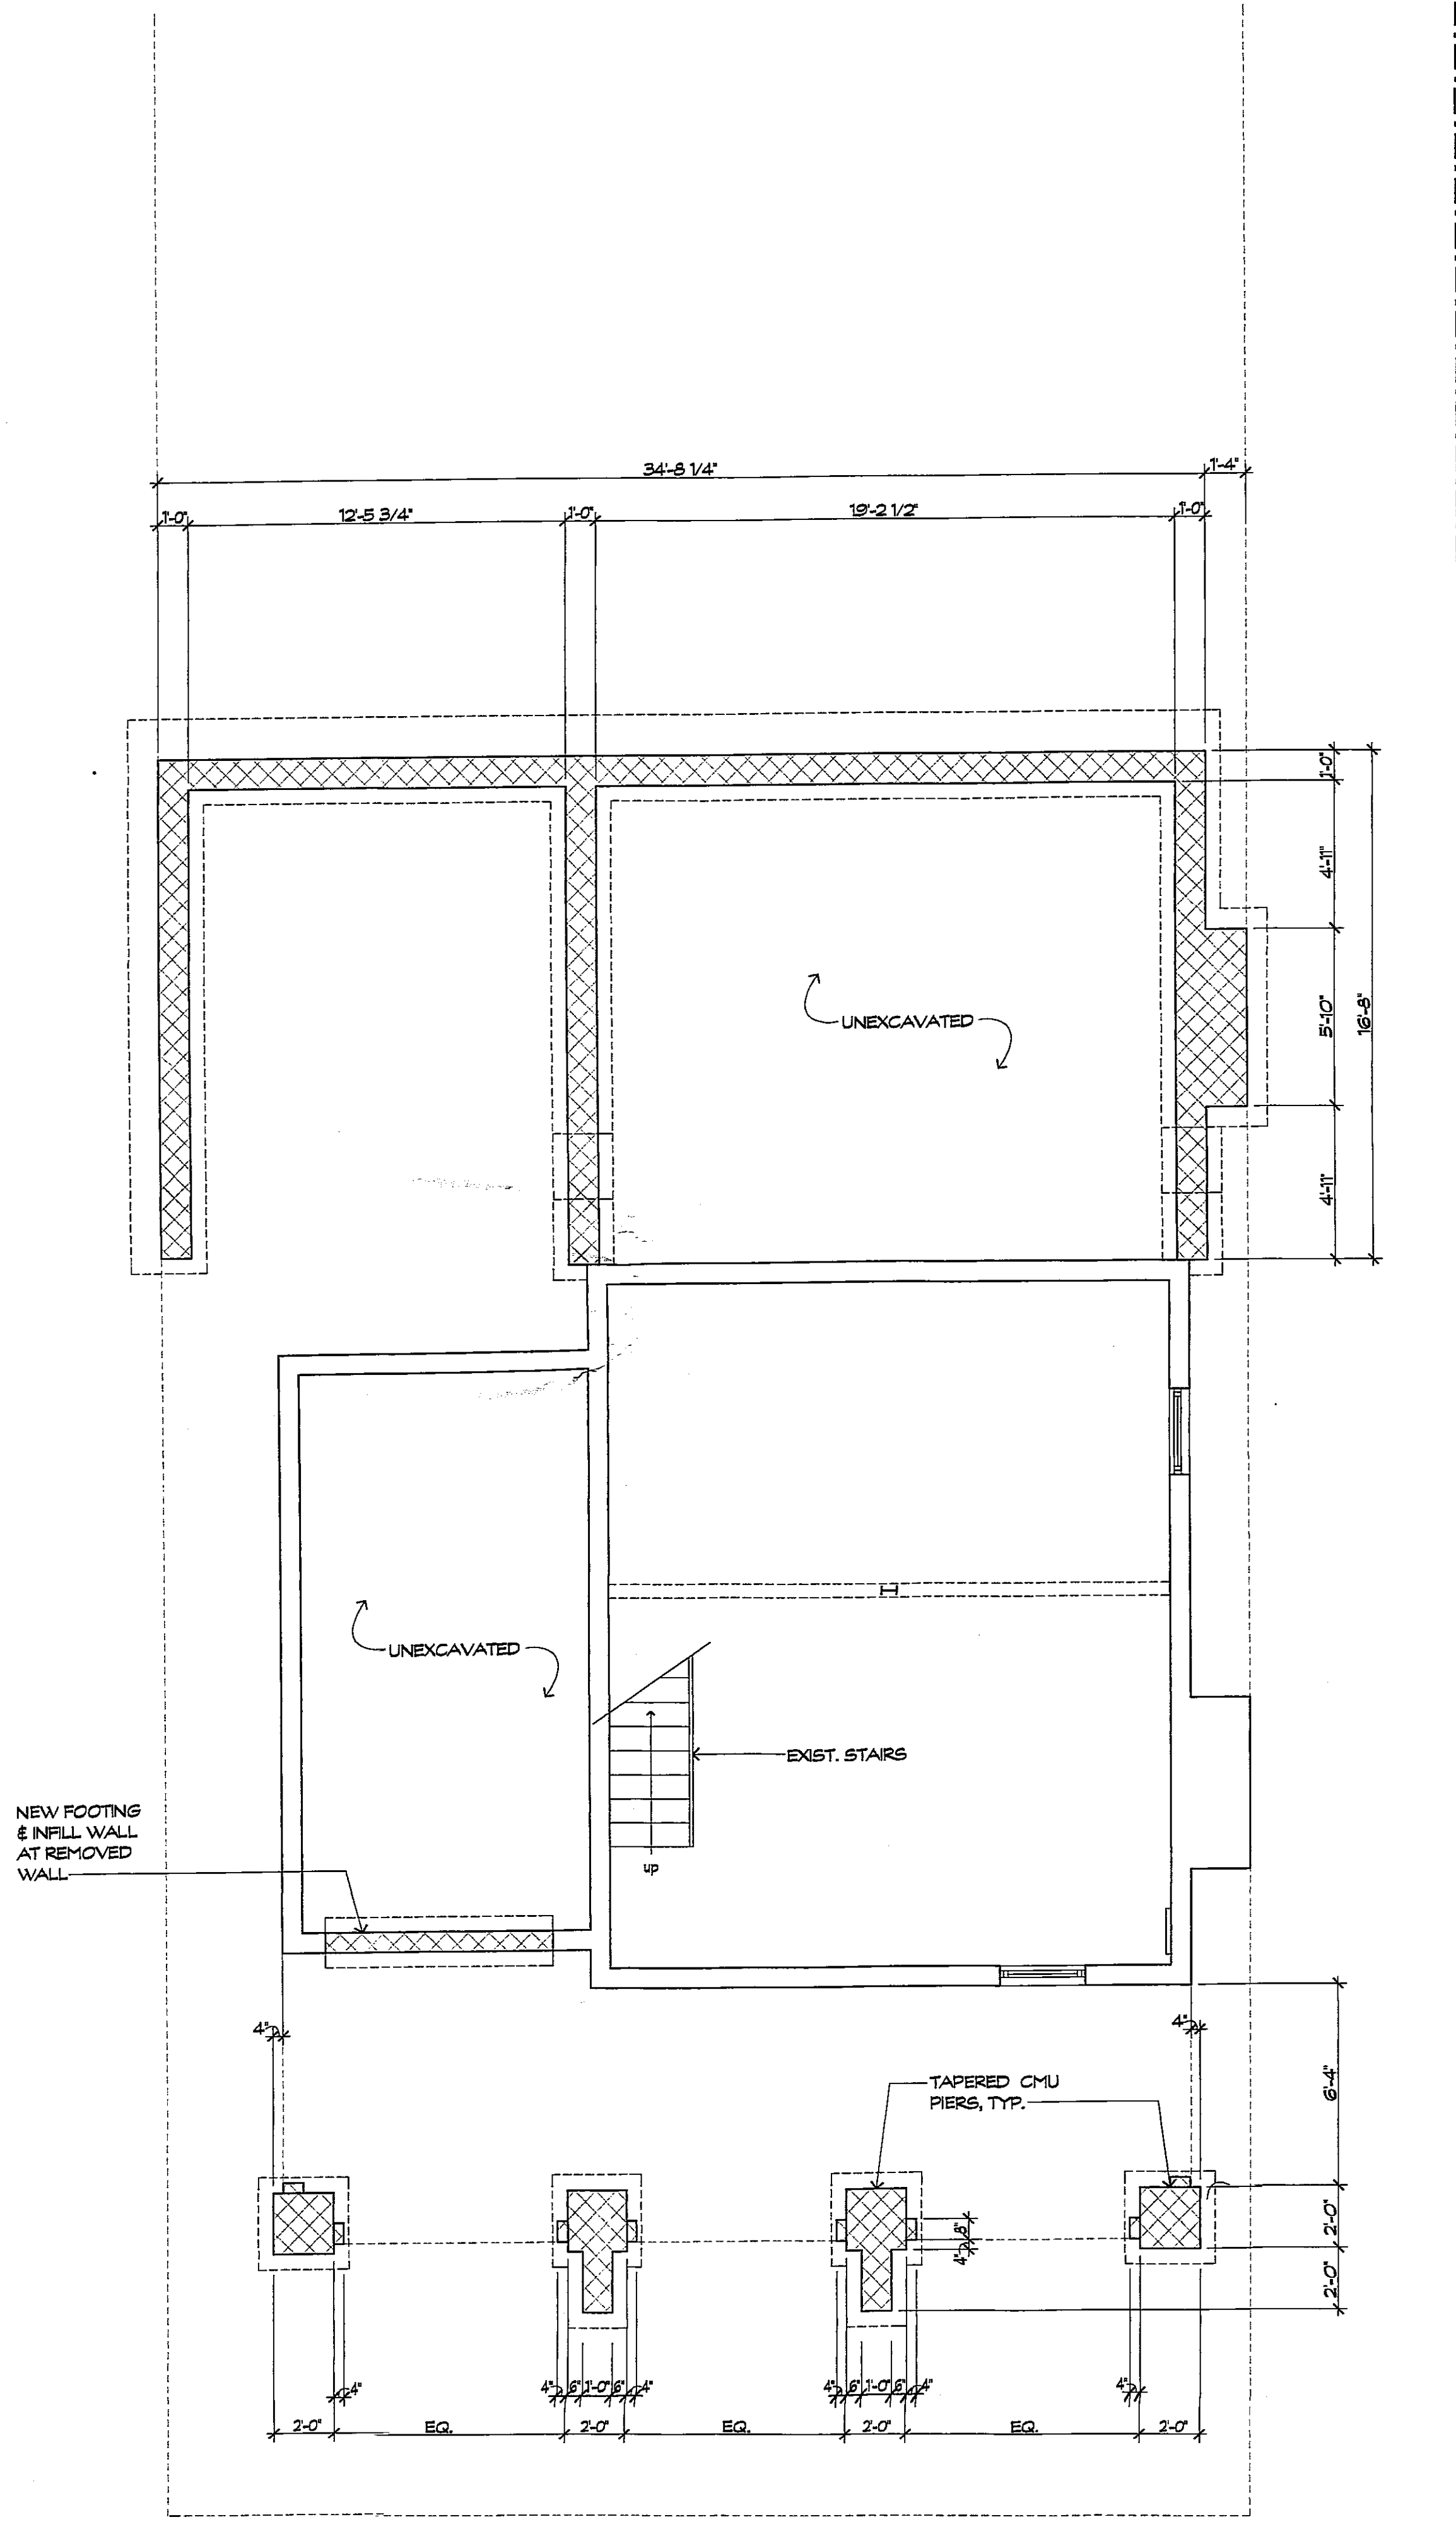 34'-8 1/4"
1'-4"
1'-0"
12'-5 3/4"
1'-0"
19'-2 1/2"
1'-0"
1'-0"
4'-11"
5'-10"
16'-8"
4'-11"
UNEXCAVATED
UNEXCAVATED
EXIST. STAIRS
up
NEW FOOTING
& INFILL WALL
AT REMOVED
WALL
4"
4"
6'-4"
TAPERED CMU
PIERS, TYP.
8"
4"
2'-0"
2'-0"
4"
4"
6"
1'-0"
6"
4"
4"
6"
1'-0"
6"
4"
4"
2'-0"
EQ.
2'-0"
EQ.
2'-0"
EQ.
2'-0"